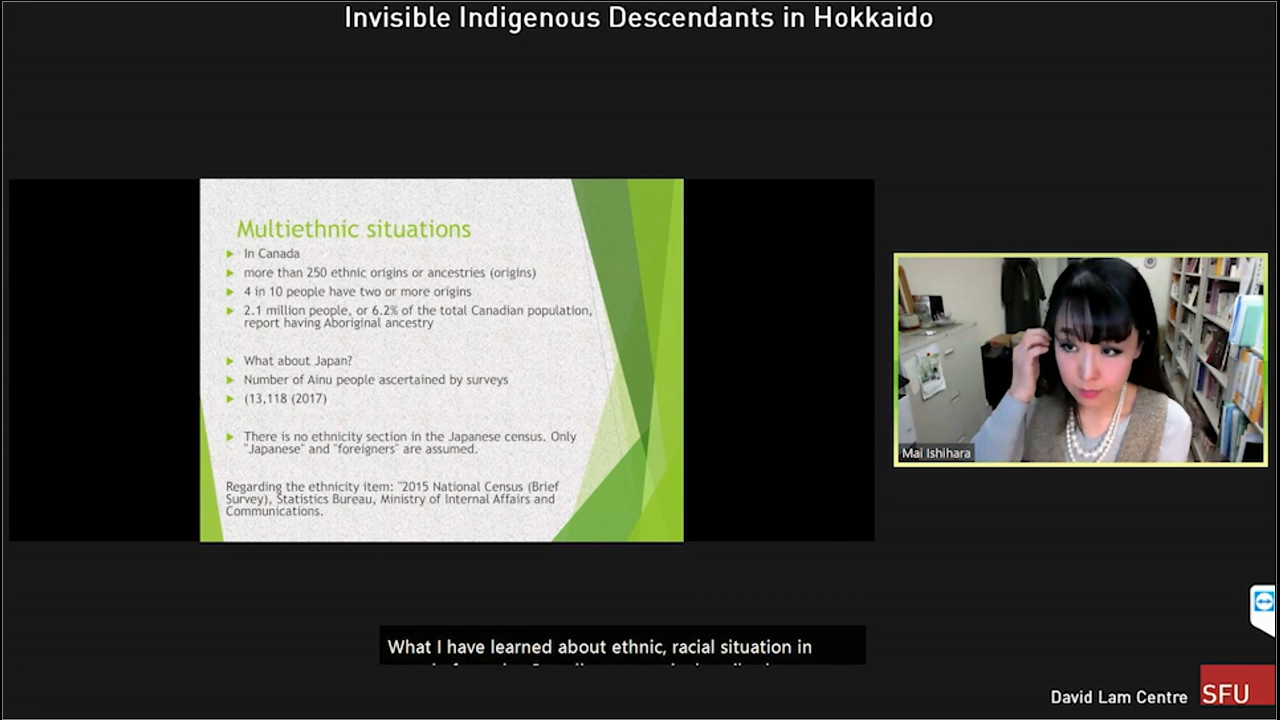 Invisible Indigenous Descendants in Hokkaido
Multiethnic situations
In Canada
more than 250 ethnic origins or ancestries (origins)
4 in 10 people have two or more origins
2.1 million people, or 6.2% of the total Canadian population,
report having Aboriginal ancestry
What about Japan?
Number of Ainu people ascertained by surveys
(13,118 (2017)
There is no ethnicity section in the Japanese census. Only
"Japanese" and "foreigners" are assumed.
Regarding the ethnicity item: "2015 National Census (Brief
Survey), Statistics Bureau, Ministry of Internal Affairs and
Communications.
Mai Ishihara
What I have learned about ethnic, racial situation in
David Lam Centre
SFU